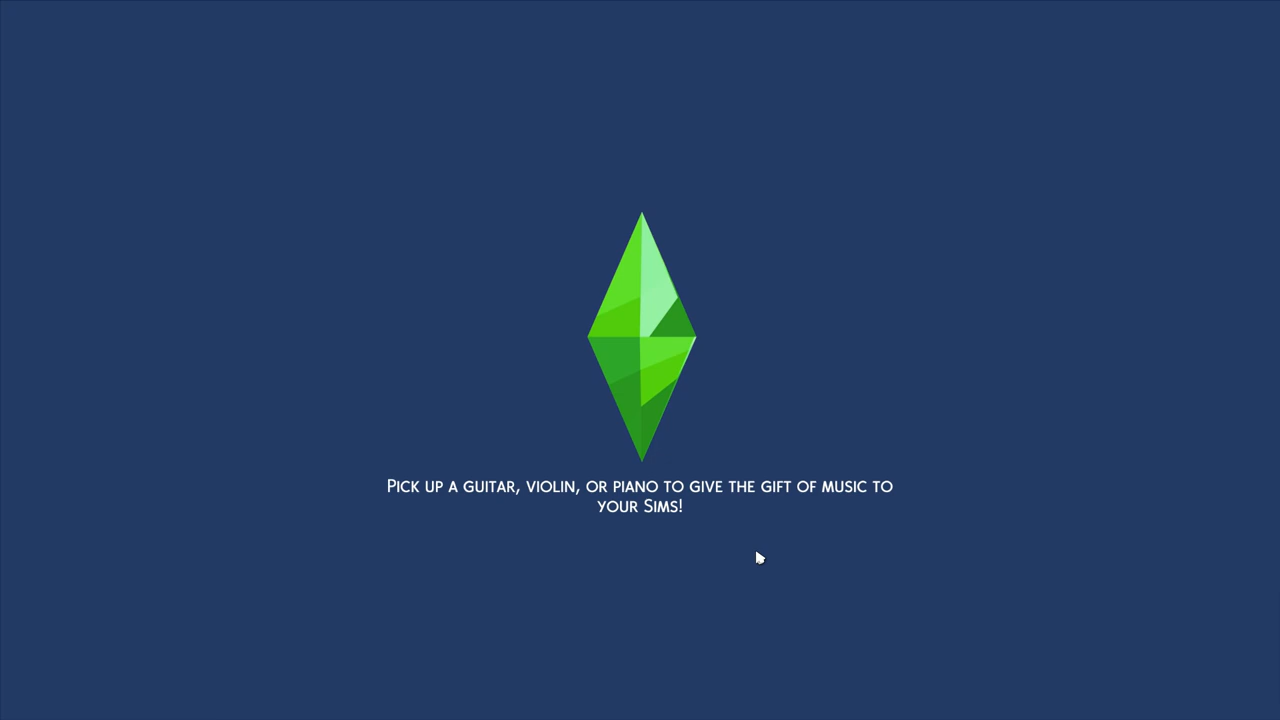 Pick up a guitar, violin, or piano to give the gift of music to
your Sims!